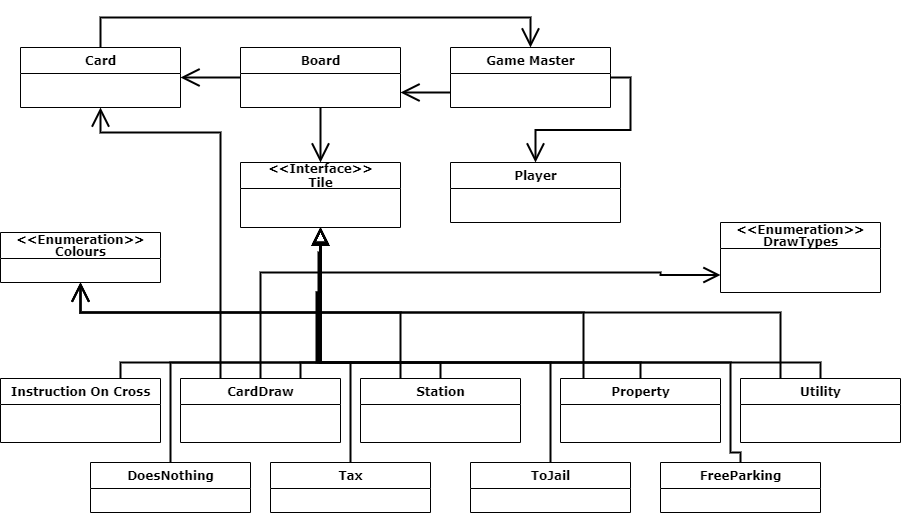 Card
Board
Game Master
<<Interface>>
Tile
Player
<<Enumeration>>
Colours
<<Enumeration>>
DrawTypes
Instruction On Cross
CardDraw
Station
Property
Utility
DoesNothing
Tax
ToJail
FreeParking